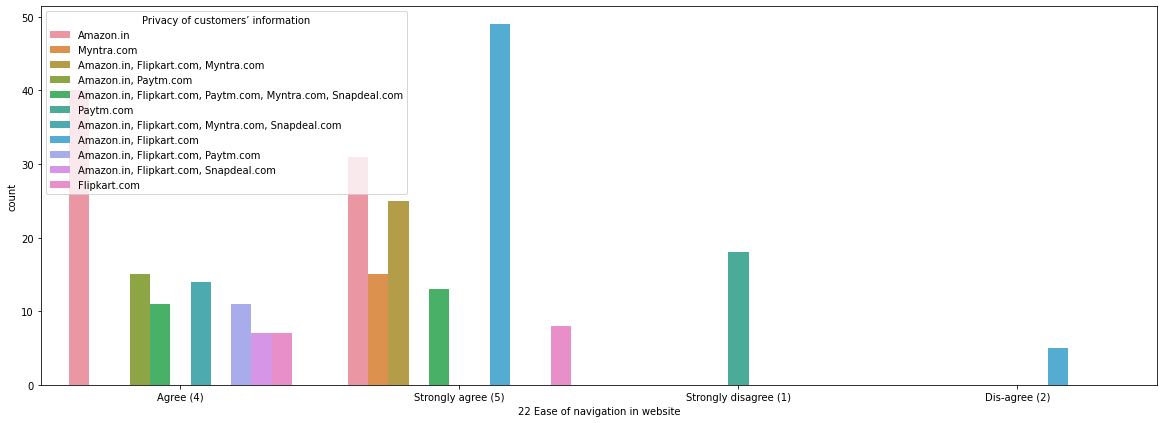 50
40
30
20
10
0
count
Privacy of customers’ information
Amazon.in
Myntra.com
Amazon.in, Flipkart.com, Myntra.com
Amazon.in, Paytm.com
Amazon.in, Flipkart.com, Paytm.com, Myntra.com, Snapdeal.com
Paytm.com
Amazon.in, Flipkart.com, Myntra.com, Snapdeal.com
Amazon.in, Flipkart.com
Amazon.in, Flipkart.com, Paytm.com
Amazon.in, Flipkart.com, Snapdeal.com
Flipkart.com
Agree (4)
Strongly agree (5)
Strongly disagree (1)
Dis-agree (2)
22 Ease of navigation in website